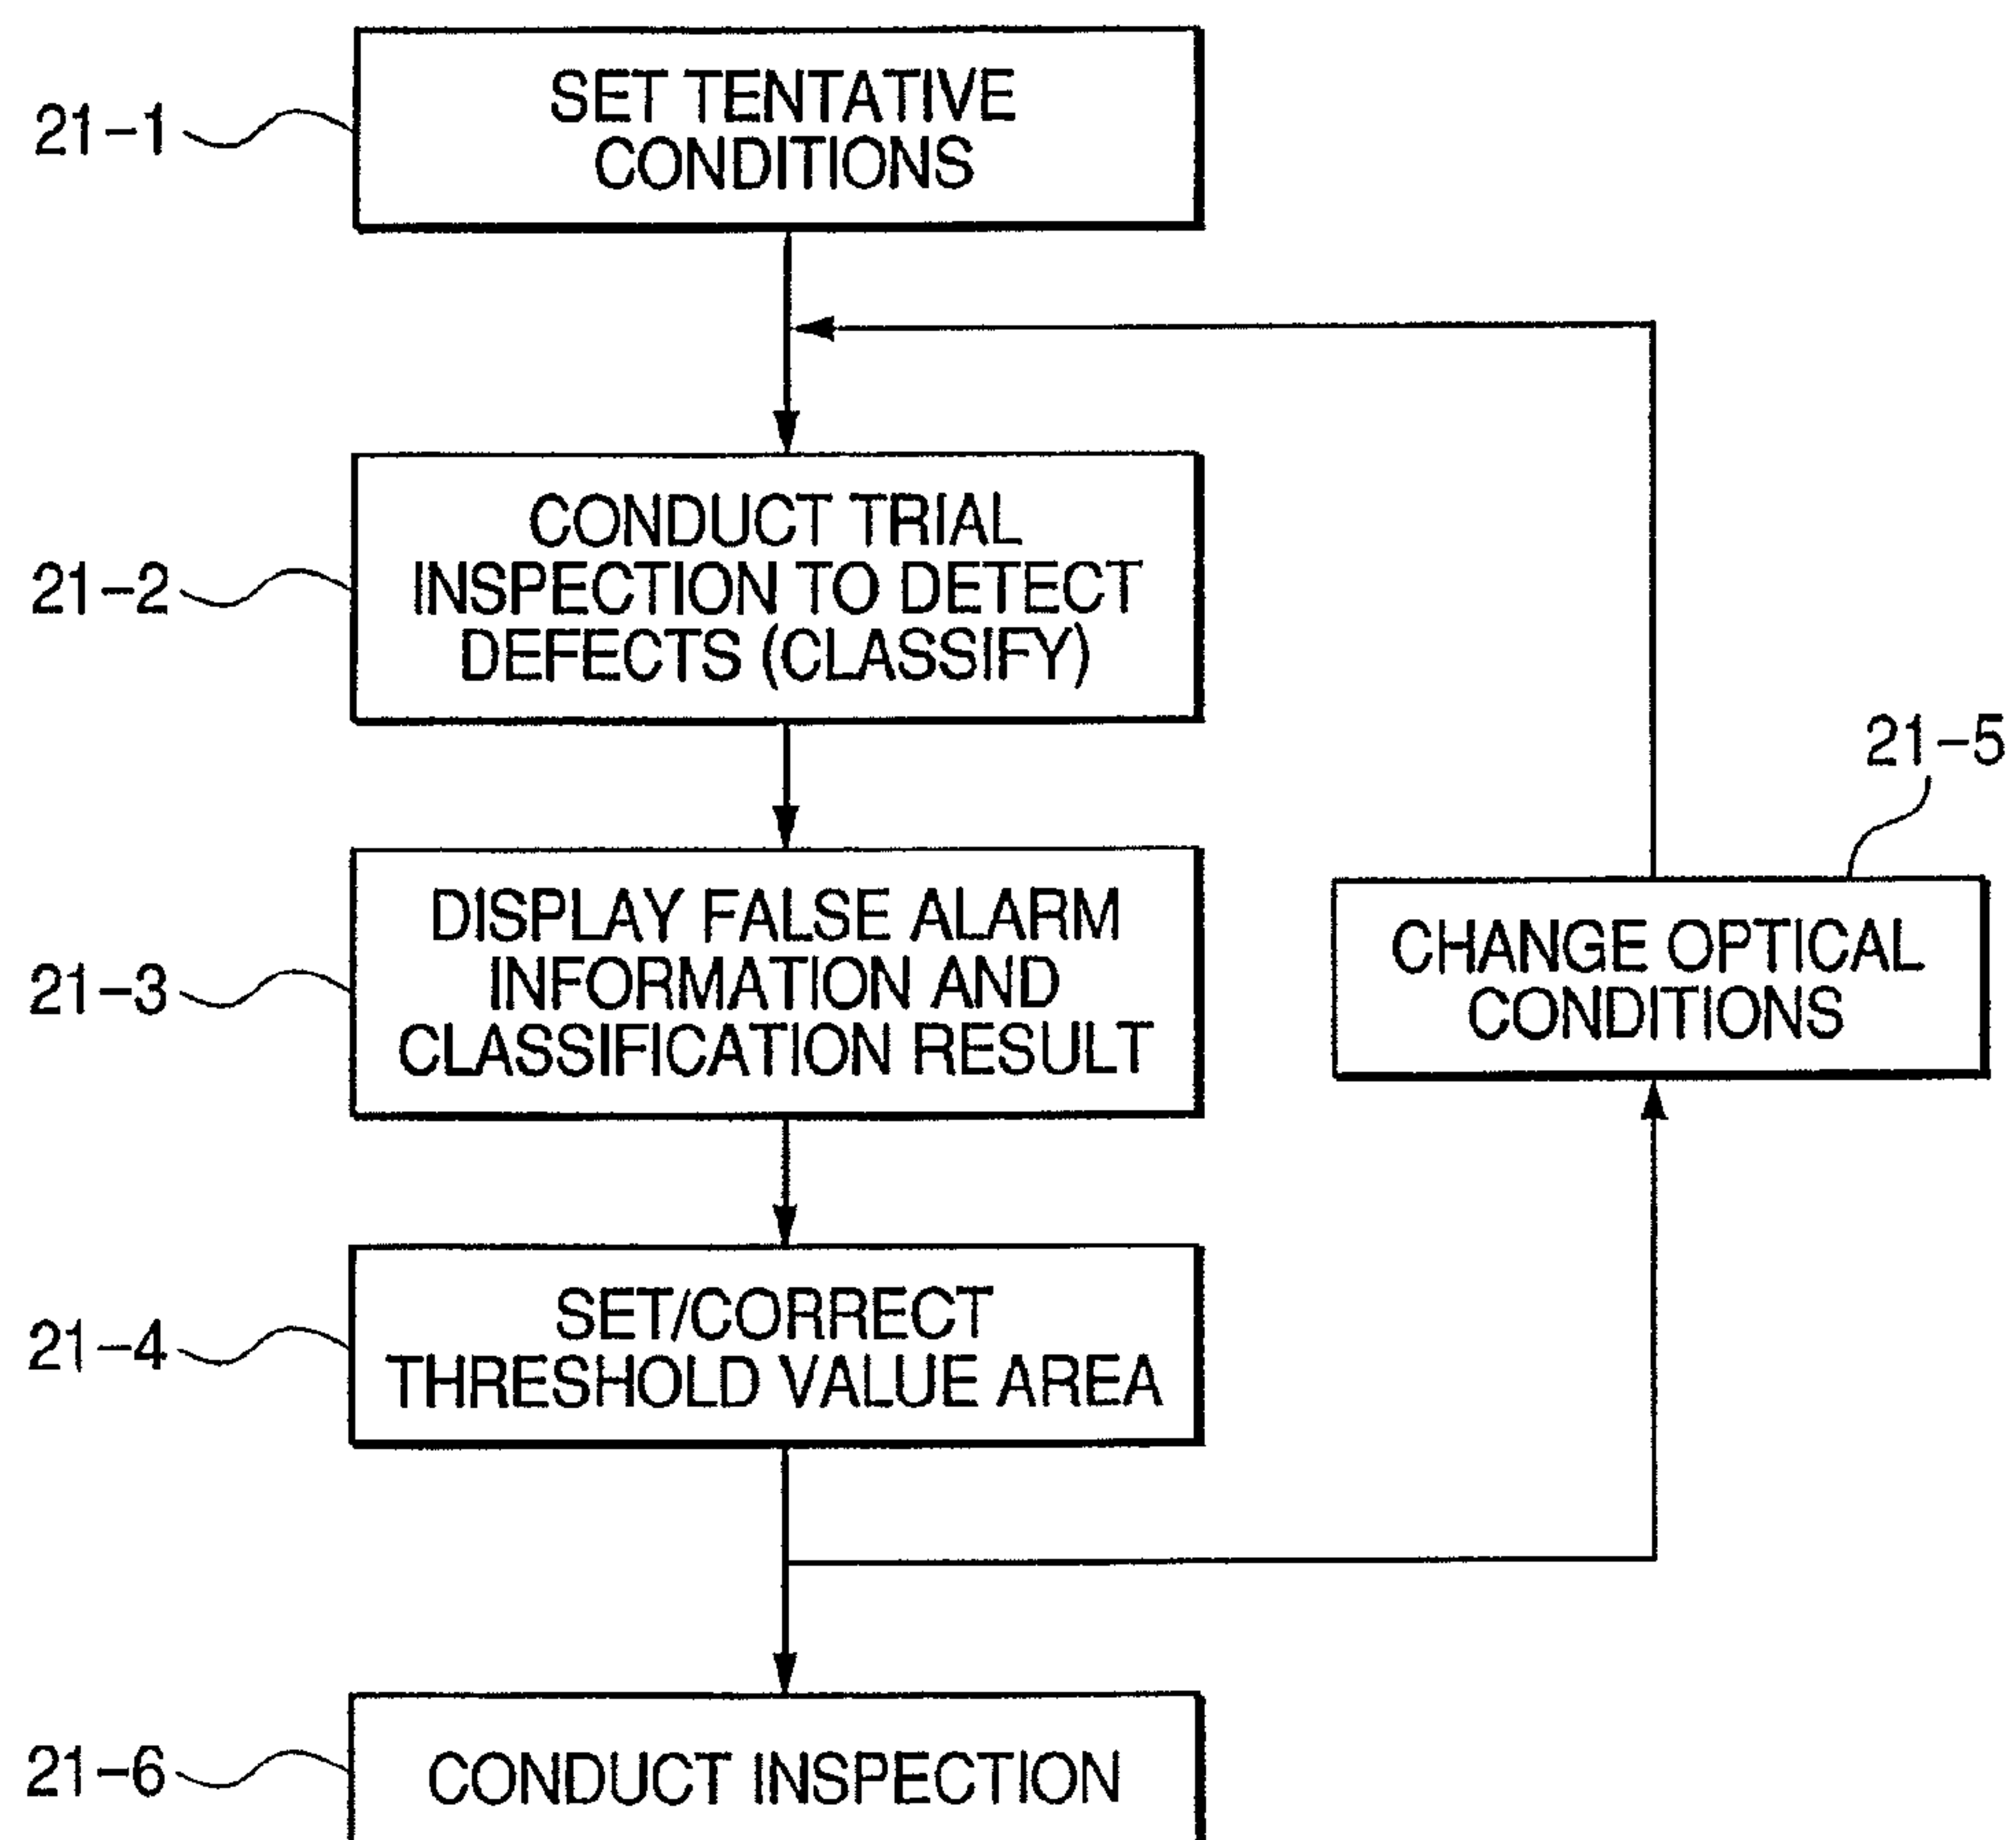 21-1
SET TENTATIVE
CONDITIONS
21-2
CONDUCT TRIAL
INSPECTION TO DETECT
DEFECTS (CLASSIFY)
21-3
DISPLAY FALSE ALARM
INFORMATION AND
CLASSIFICATION RESULT
21-5
CHANGE OPTICAL
CONDITIONS
21-4
SET/CORRECT
THRESHOLD VALUE AREA
21-6
CONDUCT INSPECTION